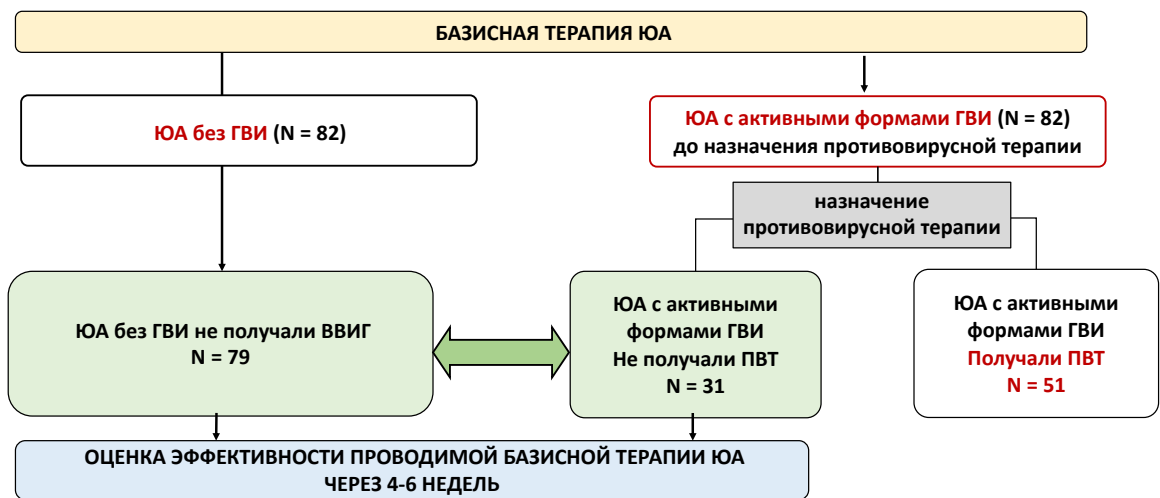 БАЗИСНАЯ ТЕРАПИЯ ЮА
ЮА без ГВИ (N = 82)
ЮА с активными формами ГВИ (N = 82)
до назначения противовирусной терапии
назначение
противовирусной терапии
ЮА без ГВИ не получали ВВИГ
N = 79
ЮА с активными
формами ГВИ
Не получали ПВТ
N = 31
ЮА с активными
формами ГВИ
Получали ПВТ
N = 51
ОЦЕНКА ЭФФЕКТИВНОСТИ ПРОВОДИМОЙ БАЗИСНОЙ ТЕРАПИИ ЮА
ЧЕРЕЗ 4-6 НЕДЕЛЬ